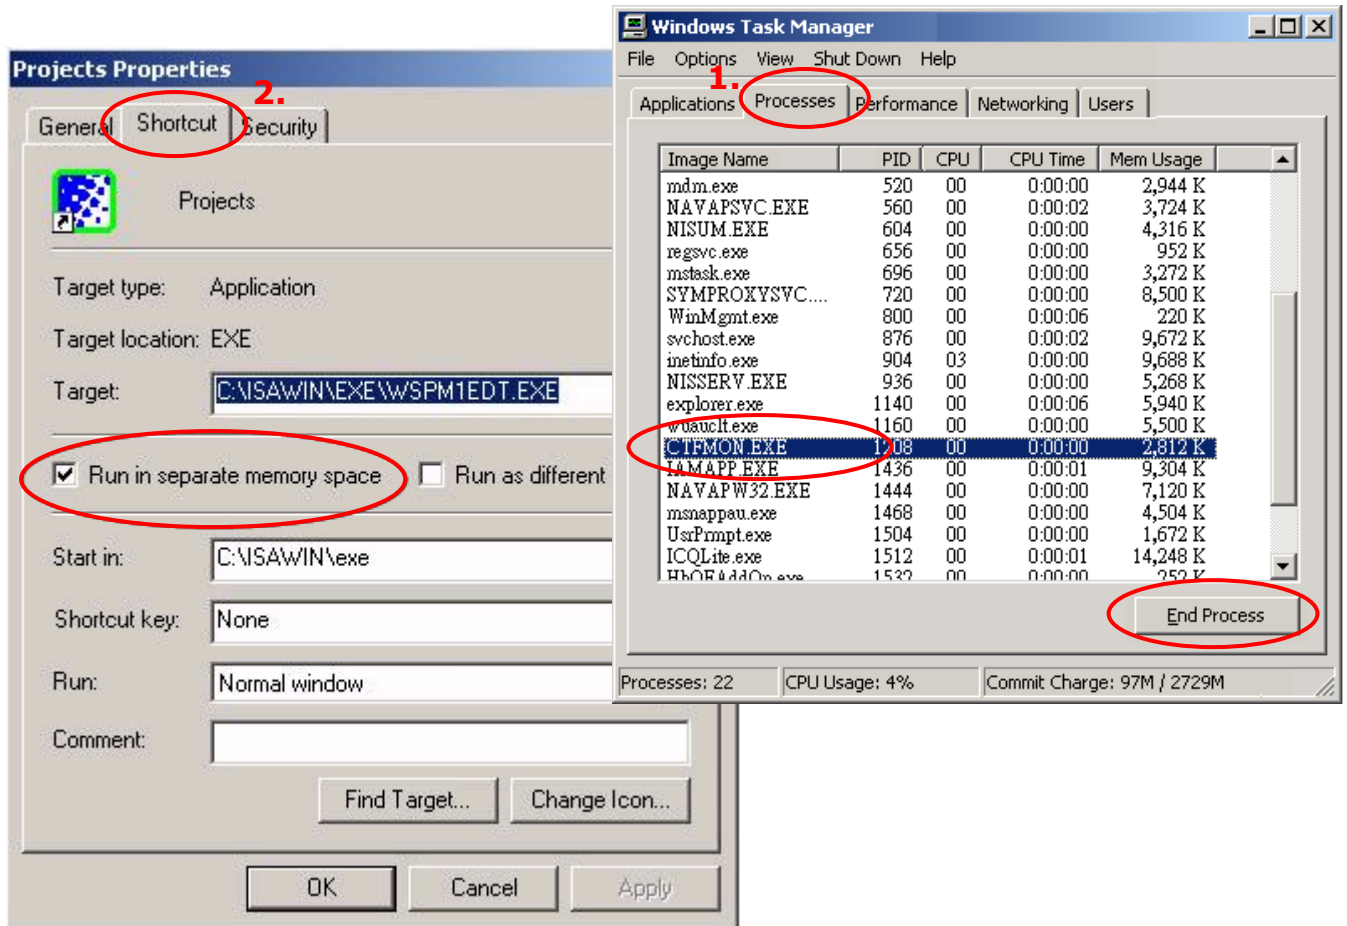 Projects Properties
2.
General Shortcut Security
Projects
Target type: Application
Target location: EXE
Target: C:\ISAWIN\EXE\WSPM1EDT.EXE
Run in separate memory space Run as different
Start in: C:\ISAWIN\exe
Shortcut key: None
Run: Normal window
Comment:
Find Target... Change Icon...
OK Cancel Apply
Windows Task Manager
File Options View Shut Down Help
1.
Applications Processes Performance Networking Users
Image Name PID CPU CPU Time Mem Usage
mdm.exe 520 00 0:00:00 2,944 K
NAVAPSVC.EXE 560 00 0:00:02 3,724 K
NISUM.EXE 604 00 0:00:00 4,316 K
regsvc.exe 656 00 0:00:00 952 K
mstask.exe 696 00 0:00:00 3,272 K
SYMPROXYSVC.... 720 00 0:00:00 8,500 K
WinMgmt.exe 800 00 0:00:06 220 K
svchost.exe 876 00 0:00:02 9,672 K
inetinfo.exe 904 03 0:00:00 9,688 K
NISSERV.EXE 936 00 0:00:00 5,268 K
explorer.exe 1140 00 0:00:06 5,940 K
wuauclt.exe 1160 00 0:00:00 5,500 K
CTFMON.EXE 1208 00 0:00:00 2,812 K
IAMAPP.EXE 1436 00 0:00:01 9,304 K
NAVAPW32.EXE 1444 00 0:00:00 7,120 K
msnappau.exe 1468 00 0:00:00 4,504 K
UsrPrmpt.exe 1504 00 0:00:00 1,672 K
ICQLite.exe 1512 00 0:00:01 14,248 K
1532 00 0:00:00 252 K
End Process
Processes: 22 CPU Usage: 4% Commit Charge: 97M / 2729M